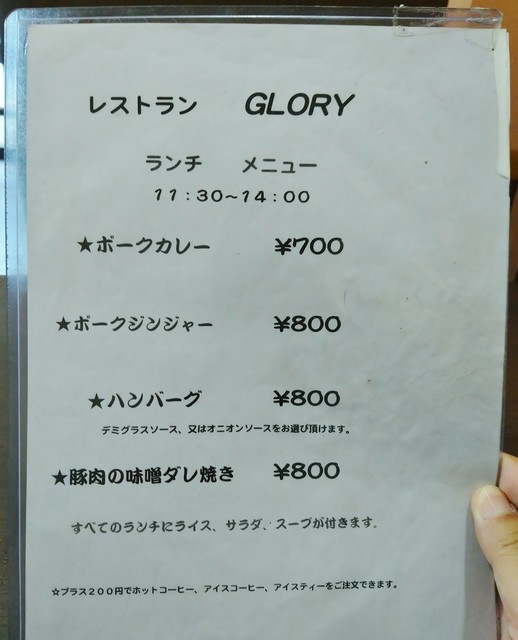 レストラン GLORY
ランチ メニュー
11:30～14:00
★ポークカレー ¥700
★ポークジンジャー ¥800
★ハンバーグ ¥800
デミグラスソース、又はオニオンソースをお選び頂けます。
★豚肉の味噌ダレ焼き ¥800
すべてのランチにライス、サラダ、スープが付きます.
☆プラス200円でホットコーヒー、アイスコーヒー、アイスティーをご注文できます。